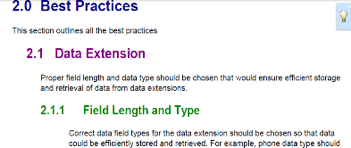 2.0 Best Practices
This section outlines all the best practices
2.1 Data Extension
Proper field length and data type should be chosen that would ensure efficient storage
and retrieval of data from data extensions.
2.1.1 Field Length and Type
Correct data field types for the data extension should be chosen so that data
could be efficiently stored and retrieved. For example, phone data type should